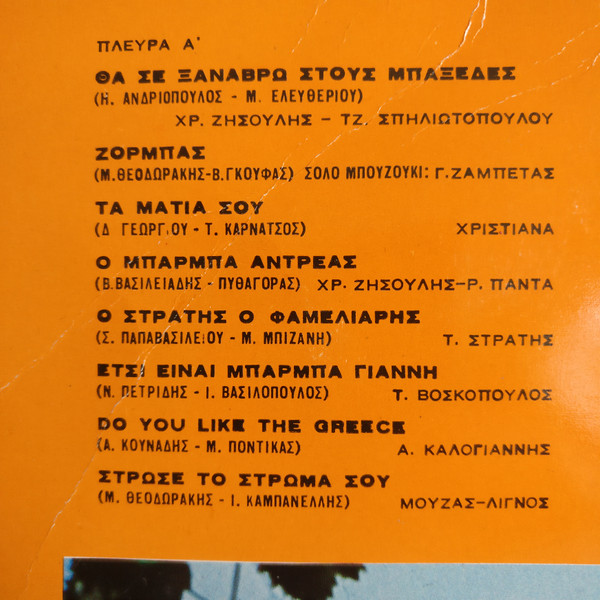 ΠΛΕΥΡΑ Α'
ΘΑ ΣΕ ΞΑΝΑΒΡΩ ΣΤΟΥΣ ΜΠΑΞΕΔΕΣ
(Η. ΑΝΔΡΙΟΠΟΥΛΟΣ - Μ. ΕΛΕΥΘΕΡΙΟΥ)
ΧΡ. ΖΗΣΟΥΛΗΣ - ΤΖ. ΣΠΗΛΙΩΤΟΠΟΥΛΟΥ
ΖΟΡΜΠΑΣ
(Μ.ΘΕΟΔΩΡΑΚΗΣ-Β.ΓΚΟΥΦΑΣ) ΣΟΛΟ ΜΠΟΥΖΟΥΚΙ: Γ.ΖΑΜΠΕΤΑΣ
ΤΑ ΜΑΤΙΑ ΣΟΥ
(Δ ΓΕΩΡΓΙΟΥ - Τ. ΚΑΡΝΑΤΣΟΣ) ΧΡΙΣΤΙΑΝΑ
Ο ΜΠΑΡΜΠΑ ΑΝΤΡΕΑΣ
(Β.ΒΑΣΙΛΕΙΑΔΗΣ - ΠΥΘΑΓΟΡΑΣ) ΧΡ. ΖΗΣΟΥΛΗΣ-Ρ. ΠΑΝΤΑ
Ο ΣΤΡΑΤΗΣ Ο ΦΑΜΕΛΙΑΡΗΣ
(Σ. ΠΑΠΑΒΑΣΙΛΕΙΟΥ - Μ. ΜΠΙΖΑΝΗ) Τ. ΣΤΡΑΤΗΣ
ΕΤΣΙ ΕΙΝΑΙ ΜΠΑΡΜΠΑ ΓΙΑΝΝΗ
(Ν. ΠΕΤΡΙΔΗΣ - Ι. ΒΑΣΙΛΟΠΟΥΛΟΣ) Τ. ΒΟΣΚΟΠΟΥΛΟΣ
DO YOU LIKE THE GREECE
(Α. ΚΟΥΝΑΔΗΣ - Μ. ΠΟΝΤΙΚΑΣ) Α. ΚΑΛΟΓΙΑΝΝΗΣ
ΣΤΡΩΣΕ ΤΟ ΣΤΡΩΜΑ ΣΟΥ
(Μ. ΘΕΟΔΩΡΑΚΗΣ - Ι. ΚΑΜΠΑΝΕΛΛΗΣ) ΜΟΥΖΑΣ-ΛΙΓΝΟΣ